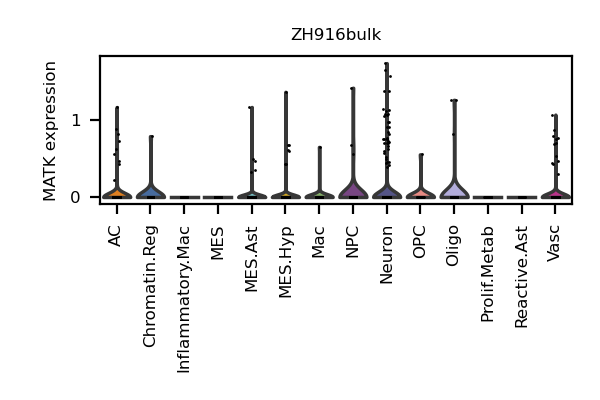 ZH916bulk
MATK expression
1
0
AC
Chromatin.Reg
Inflammatory.Mac
MES
MES.Ast
MES.Hyp
Mac
NPC
Neuron
OPC
Oligo
Prolif.Metab
Reactive.Ast
Vasc